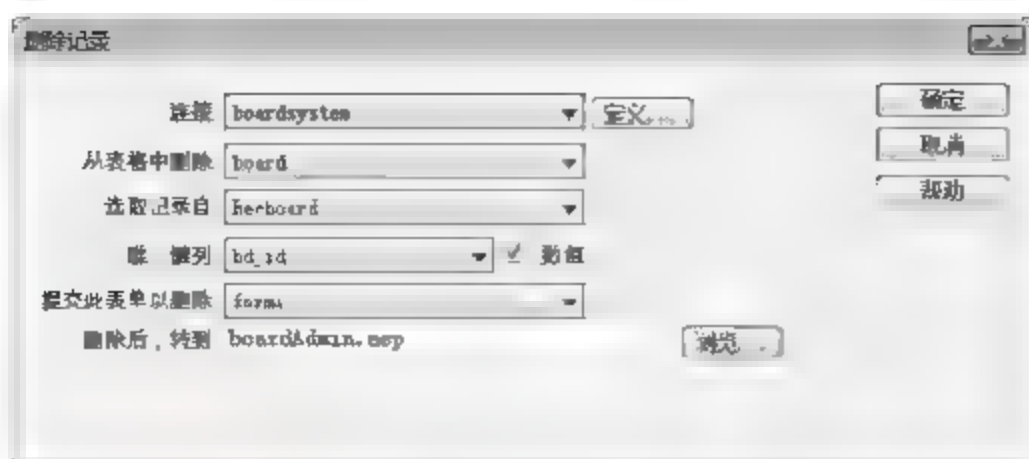 删除记录
连接 boardsystem 定义... 确定
从表格中删除 board 取消
选取记录自 Recboard 帮助
唯一键列 bd_id 数值
提交此表单以删除 form1
删除后，转到 boardAdmin.asp 浏览...